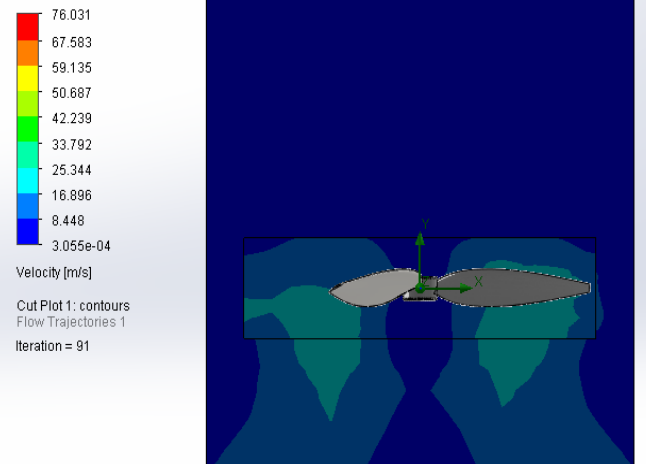 76.031
67.583
59.135
50.687
42.239
33.792
25.344
16.896
8.448
3.055e-04
Velocity [m/s]
Cut Plot 1: contours
Flow Trajectories 1
Iteration = 91
Y
X